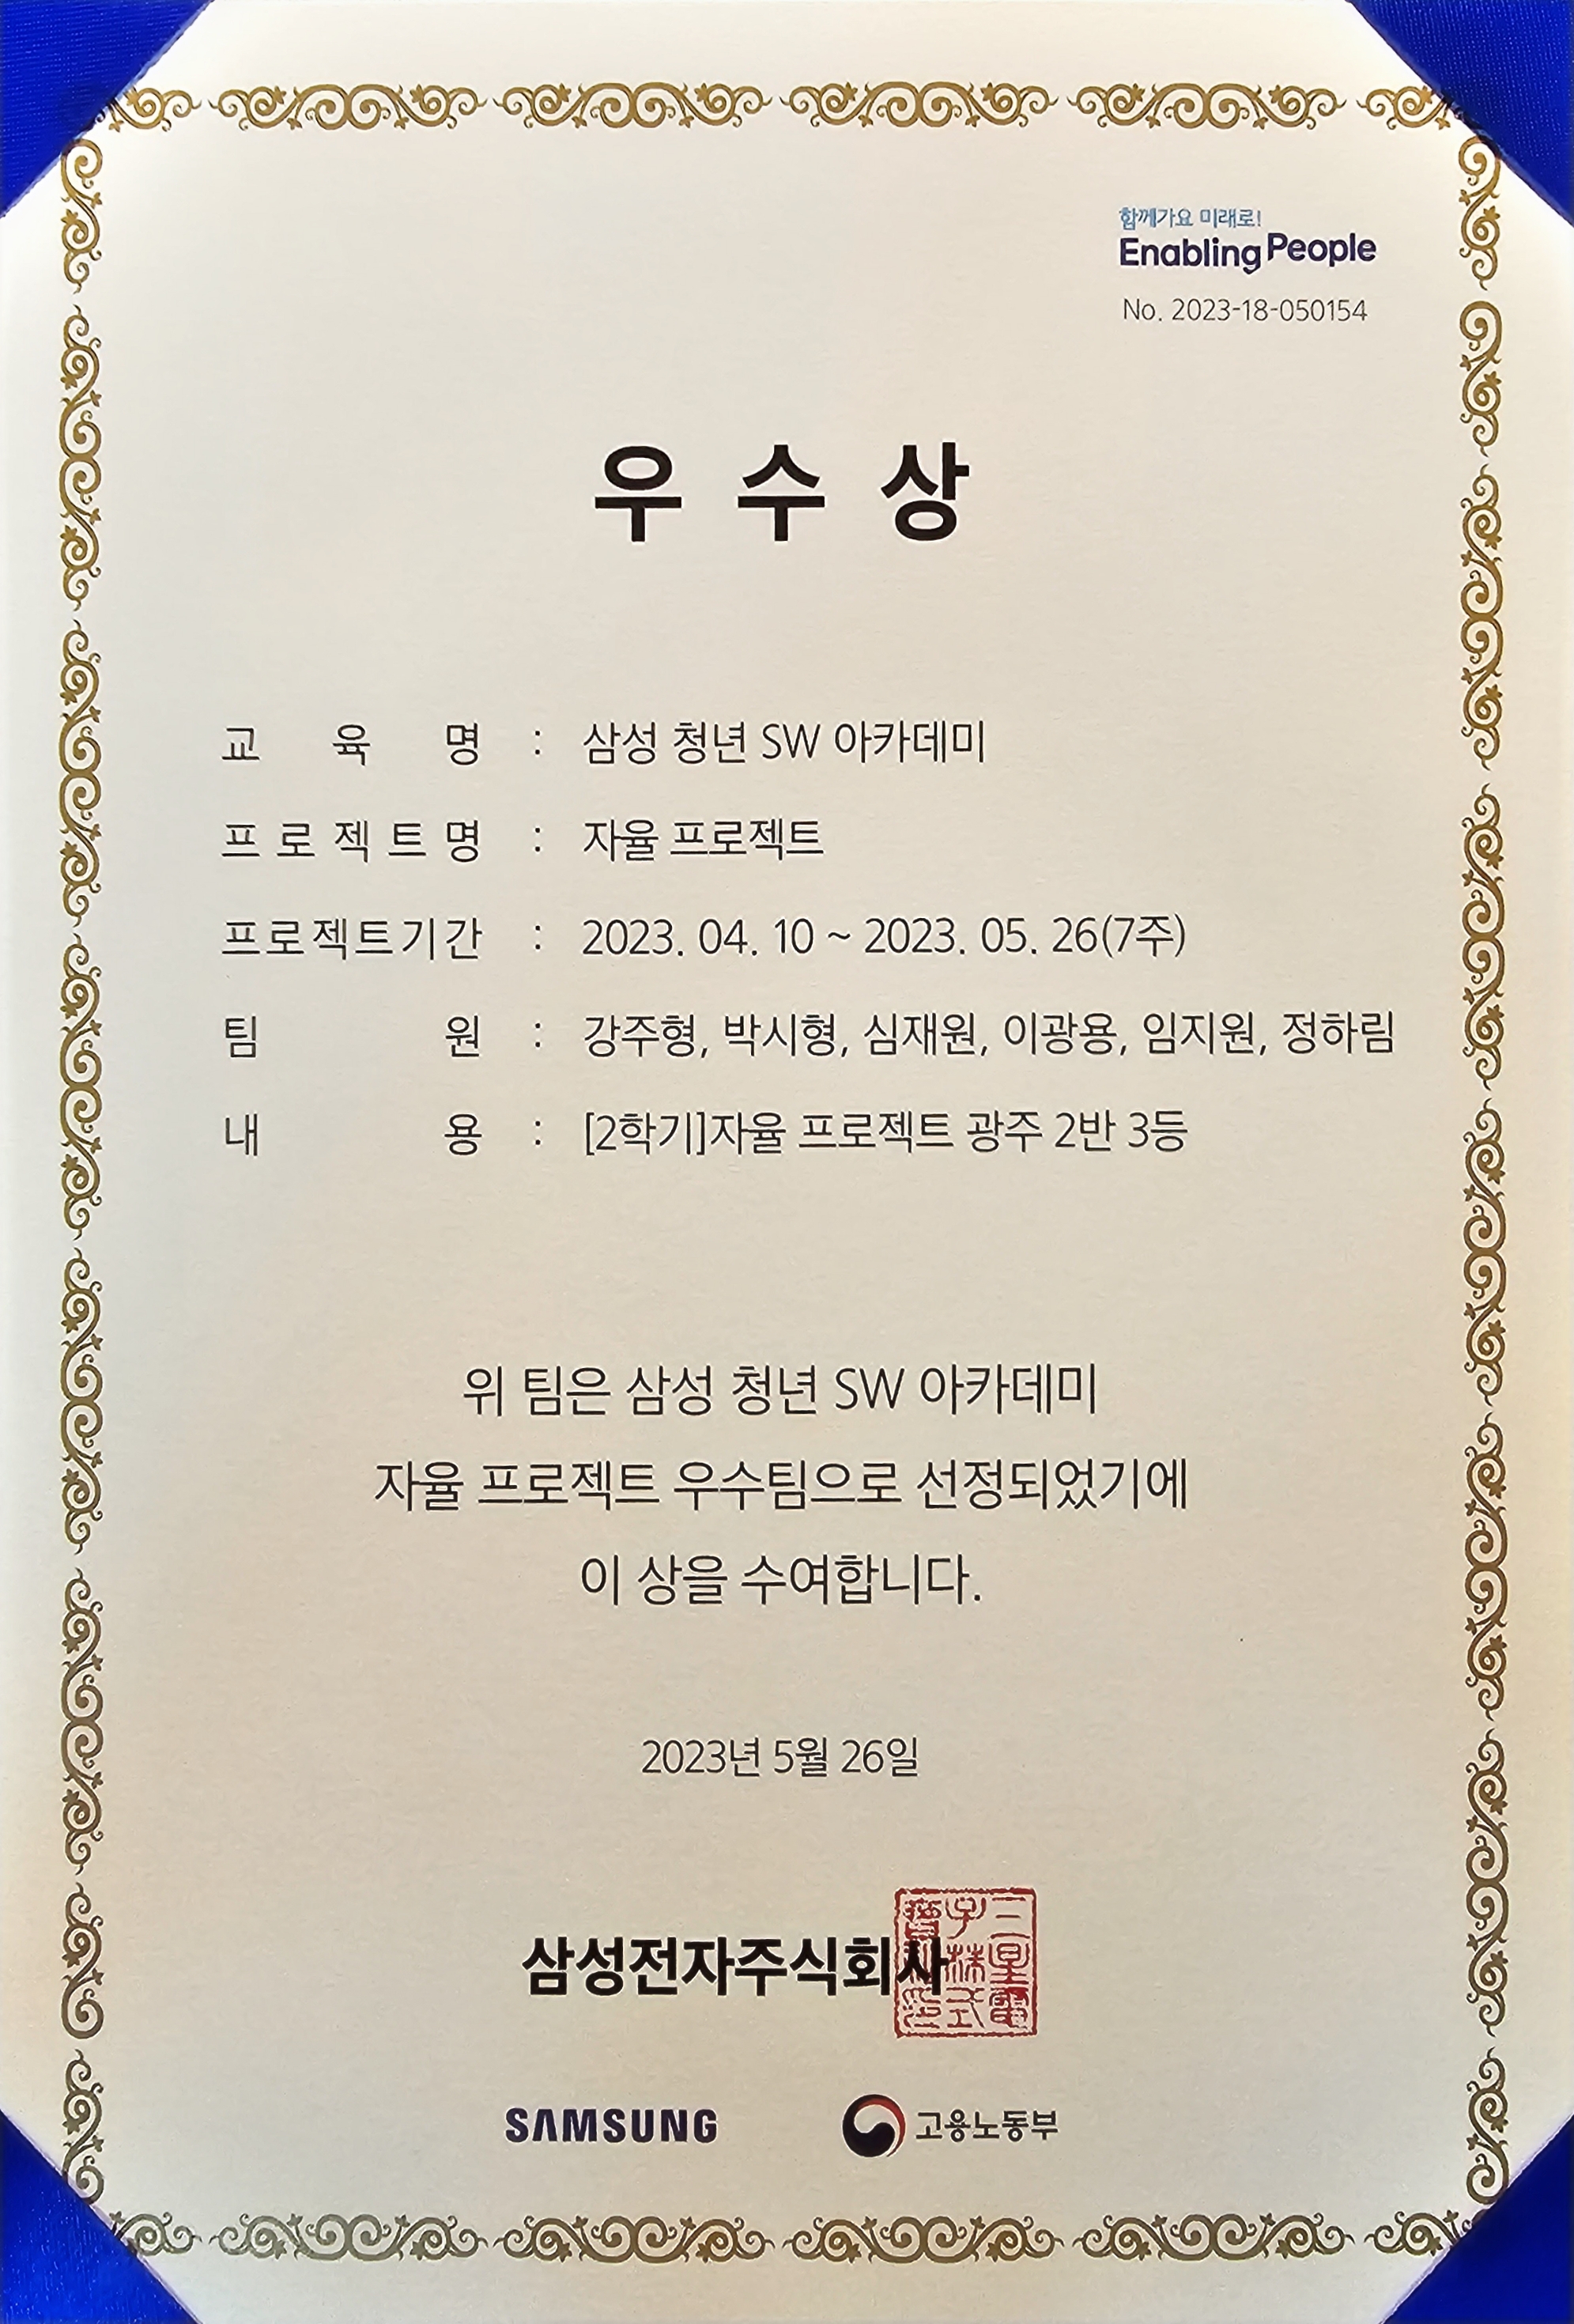 함께가요 미래로!
Enabling People
No. 2023-18-050154
우 수 상
교 육 명 : 삼성 청년 SW 아카데미
프로젝트명 : 자율 프로젝트
프로젝트기간 : 2023. 04. 10 ~ 2023. 05. 26(7주)
팀 원 : 강주형, 박시형, 심재원, 이광용, 임지원, 정하림
내 용 : [2학기]자율 프로젝트 광주 2반 3등
위 팀은 삼성 청년 SW 아카데미
자율 프로젝트 우수팀으로 선정되었기에
이 상을 수여합니다.
2023년 5월 26일
삼성전자주식회사
SAMSUNG
고용노동부